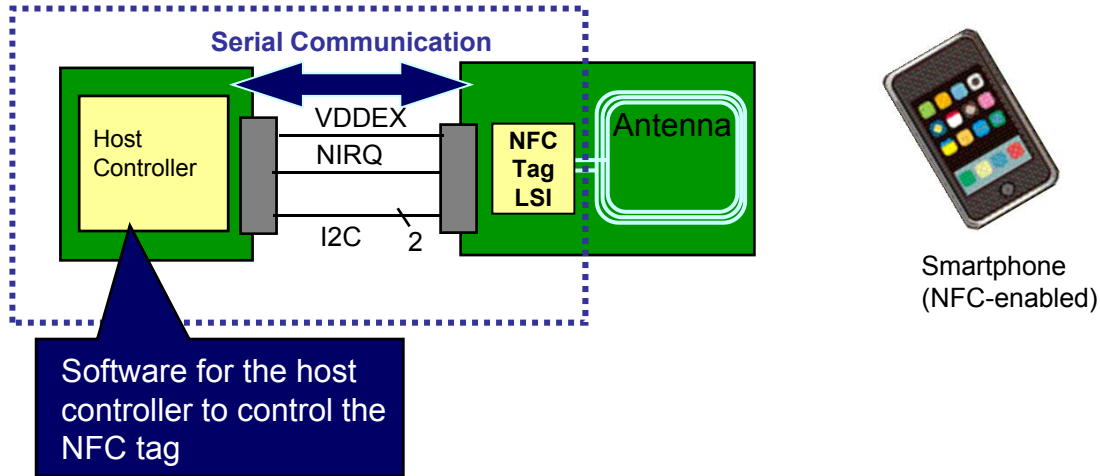 Serial Communication
Host
Controller
VDDEX
NIRQ
I2C
2
NFC
Tag
LSI
Antenna
Smartphone
(NFC-enabled)
Software for the host
controller to control the
NFC tag